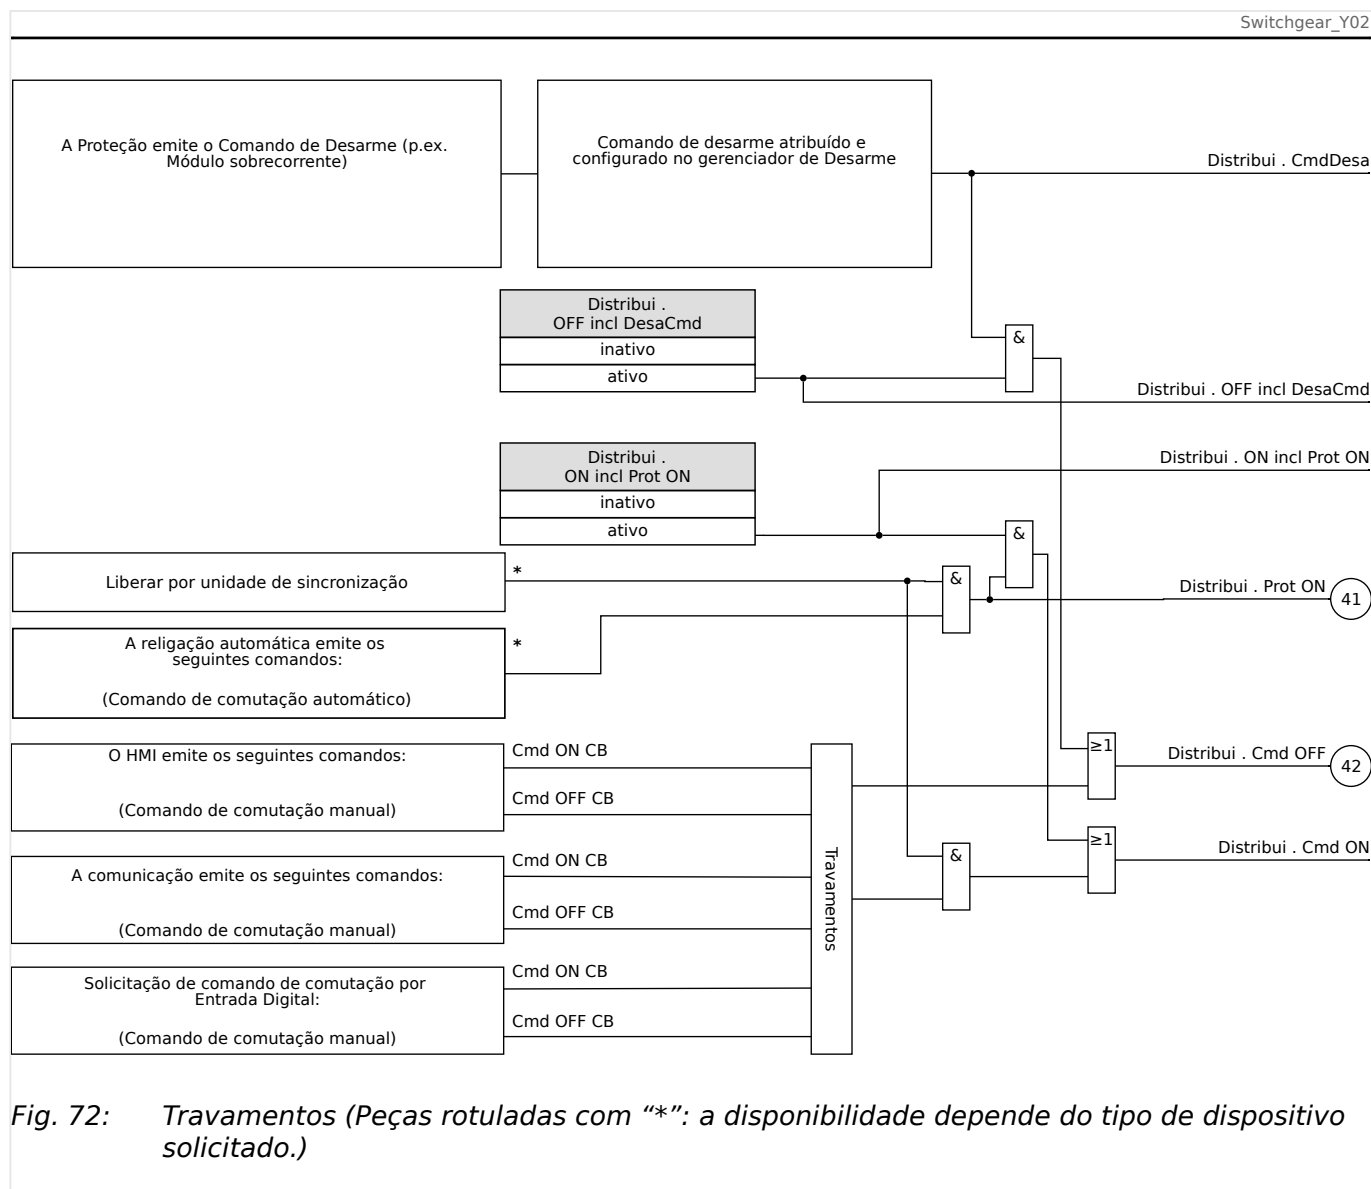 Switchgear_Y02
A Proteção emite o Comando de Desarme (p.ex.
Módulo sobrecorrente)
Comando de desarme atribuído e
configurado no gerenciador de Desarme
Distribui . CmdDesa
Distribui .
OFF incl DesaCmd
inativo
ativo
&
Distribui . OFF incl DesaCmd
Distribui .
ON incl Prot ON
inativo
ativo
Distribui . ON incl Prot ON
&
Liberar por unidade de sincronização
*
&
Distribui . Prot ON
41
A religação automática emite os
seguintes comandos:
(Comando de comutação automático)
*
O HMI emite os seguintes comandos:
(Comando de comutação manual)
Cmd ON CB
Cmd OFF CB
≥1
Distribui . Cmd OFF
42
A comunicação emite os seguintes comandos:
(Comando de comutação manual)
Cmd ON CB
Cmd OFF CB
Travamentos
&
≥1
Distribui . Cmd ON
Solicitação de comando de comutação por
Entrada Digital:
(Comando de comutação manual)
Cmd ON CB
Cmd OFF CB
Fig. 72: Travamentos (Peças rotuladas com “*”: a disponibilidade depende do tipo de dispositivo
solicitado.)